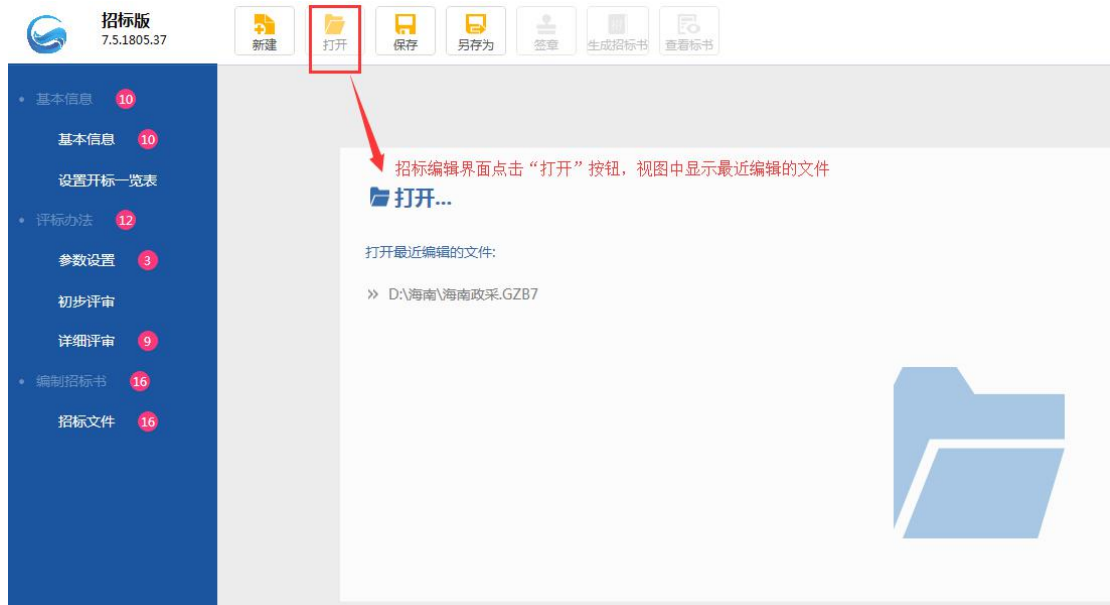 招标版
7.5.1805.37
新建
打开
保存
另存为
签章
生成招标书
查看标书
基本信息 10
基本信息 10
设置开标一览表
评标办法 12
参数设置 3
初步评审
详细评审 9
编制招标书 16
招标文件 16
招标编辑界面点击“打开”按钮，视图中显示最近编辑的文件
打开...
打开最近编辑的文件:
» D:\海南\海南政采.GZB7